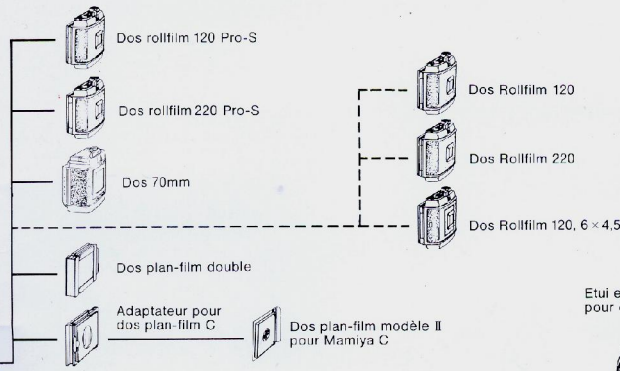 Dos rollfilm 120 Pro-S
Dos rollfilm 220 Pro-S
Dos 70mm
Dos Rollfilm 120
Dos Rollfilm 220
Dos Rollfilm 120, 6×4,5
Dos plan-film double
Adaptateur pour
dos plan-film C
Dos plan-film modèle II
pour Mamiya C
Etui e
pour